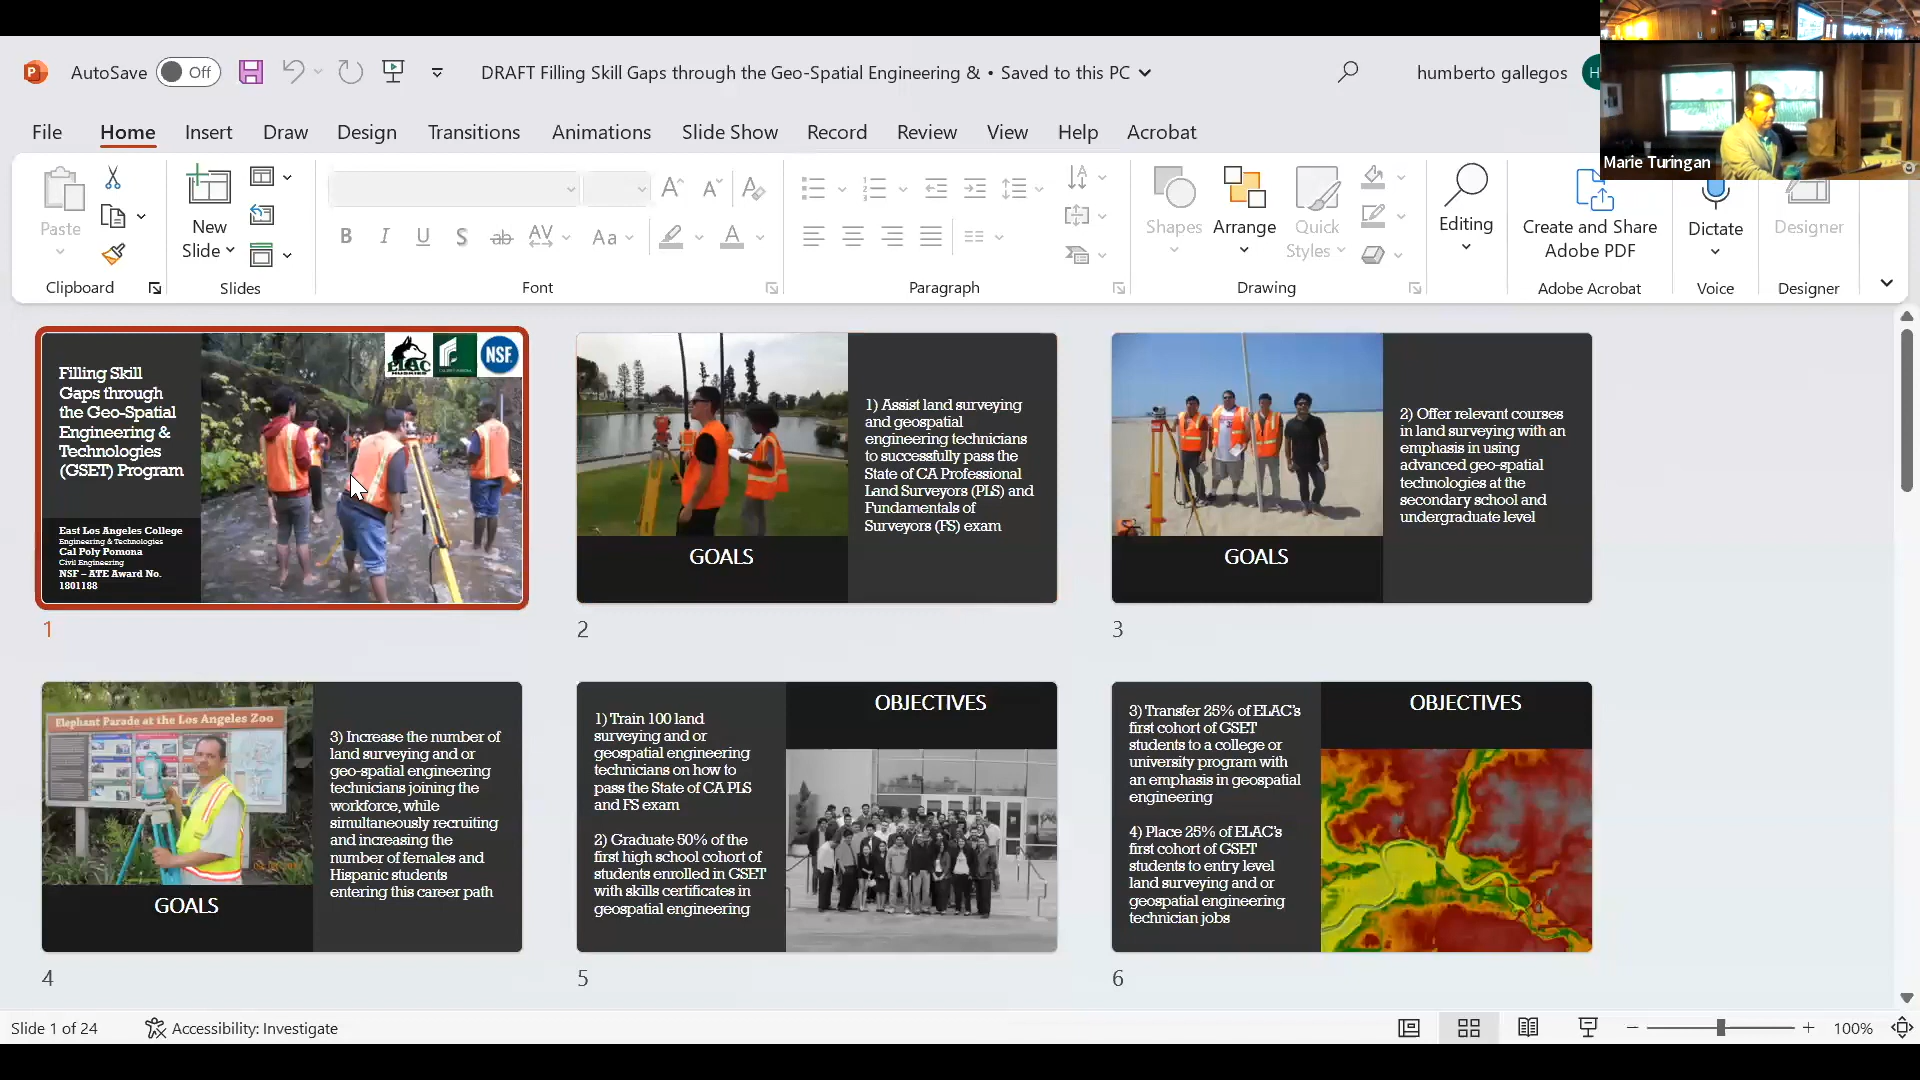 AutoSave
Off
DRAFT Filling Skill Gaps through the Geo-Spatial Engineering & • Saved to this PC
humberto gallegos
H
Marie Turingan
File
Home
Insert
Draw
Design
Transitions
Animations
Slide Show
Record
Review
View
Help
Acrobat
Paste
New
Slide
Shapes
Arrange
Quick
Styles
Editing
Create and Share
Adobe PDF
Dictate
Designer
Clipboard
Slides
Font
Paragraph
Drawing
Adobe Acrobat
Voice
Designer
Filling Skill
Gaps through
the Geo-Spatial
Engineering &
Technologies
(GSET) Program
East Los Angeles College
Engineering & Technologies
Cal Poly Pomona
Civil Engineering
NSF – ATE Award No.
1801188
ELAC
HUSKIES
NSF
1
1) Assist land surveying
and geospatial
engineering technicians
to successfully pass the
State of CA Professional
Land Surveyors (PLS) and
Fundamentals of
Surveyors (FS) exam
GOALS
2
2) Offer relevant courses
in land surveying with an
emphasis in using
advanced geo-spatial
technologies at the
secondary school and
undergraduate level
GOALS
3
Elephant Parade at the Los Angeles Zoo
3) Increase the number of
land surveying and or
geo-spatial engineering
technicians joining the
workforce, while
simultaneously recruiting
and increasing the
number of females and
Hispanic students
entering this career path
GOALS
4
OBJECTIVES
1) Train 100 land
surveying and or
geospatial engineering
technicians on how to
pass the State of CA PLS
and FS exam
2) Graduate 50% of the
first high school cohort of
students enrolled in GSET
with skills certificates in
geospatial engineering
5
OBJECTIVES
3) Transfer 25% of ELAC's
first cohort of GSET
students to a college or
university program with
an emphasis in geospatial
engineering
4) Place 25% of ELAC's
first cohort of GSET
students to entry level
land surveying and or
geospatial engineering
technician jobs
6
Slide 1 of 24
Accessibility: Investigate
100%